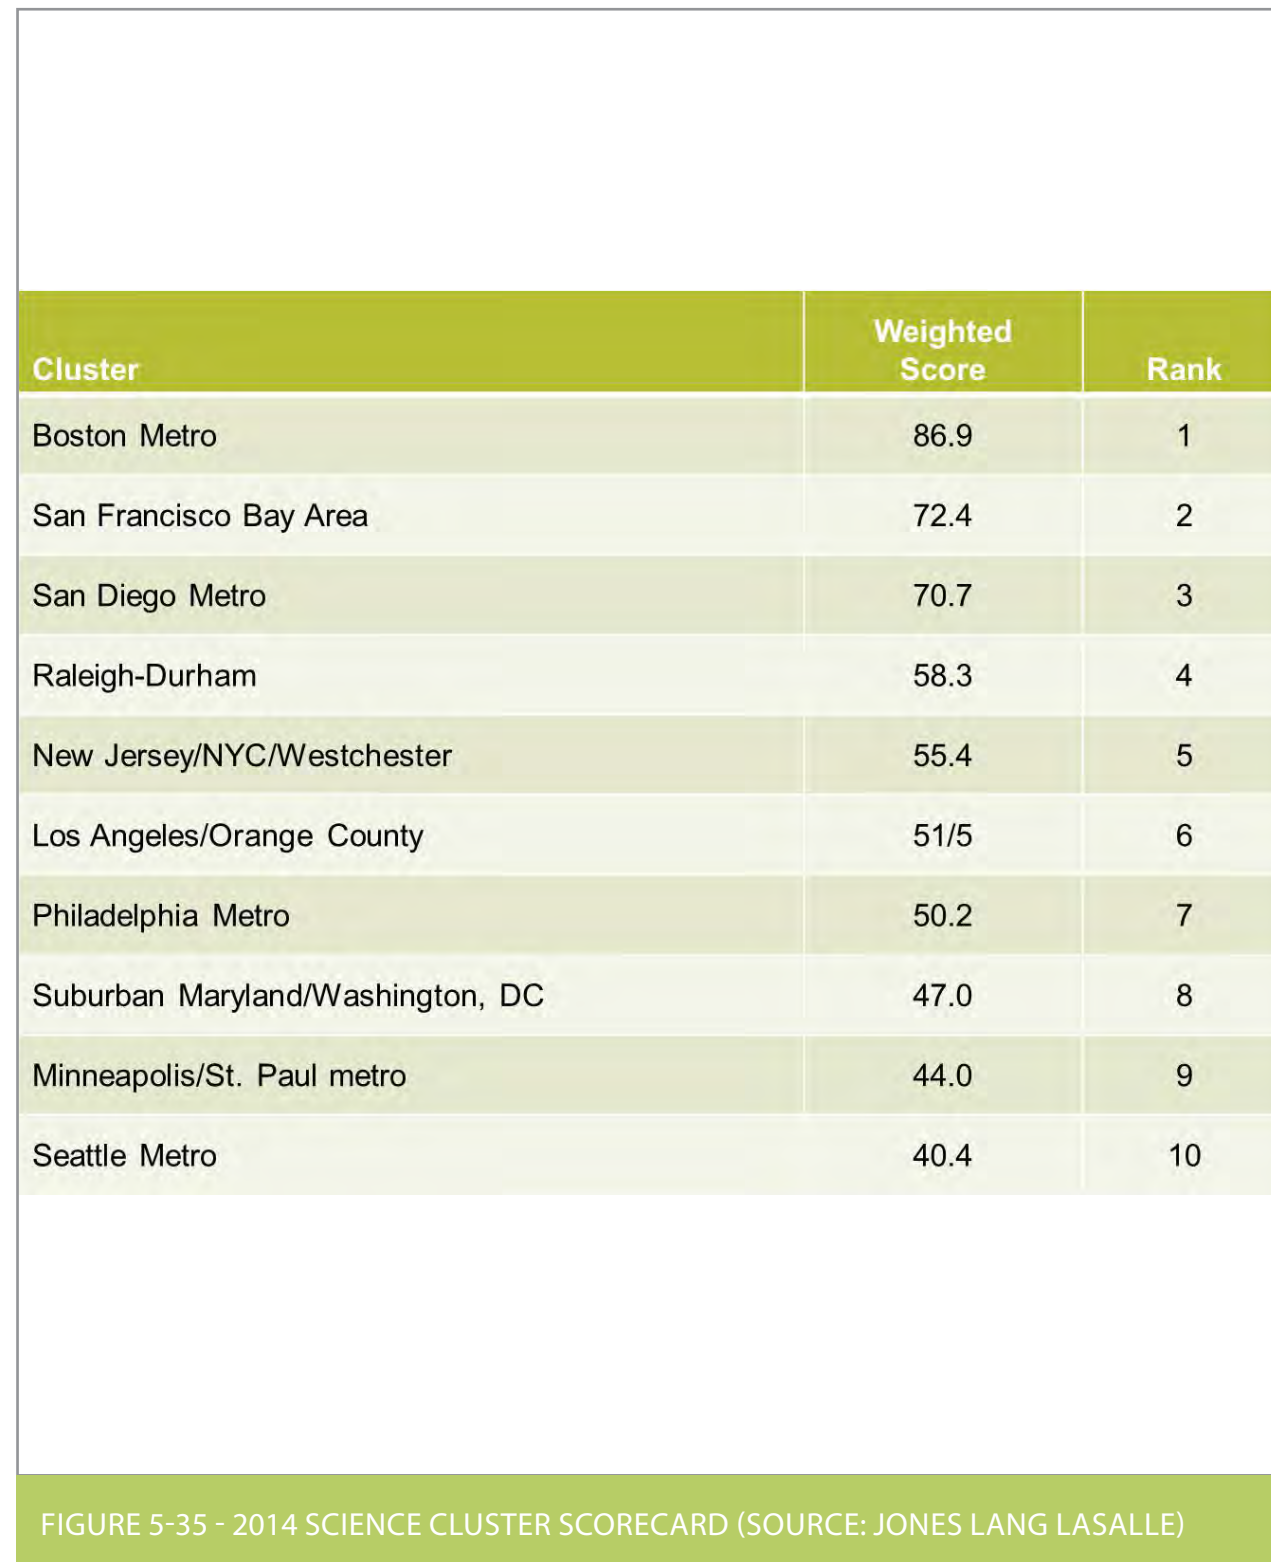 Cluster Weighted Score Rank
Boston Metro 86.9 1
San Francisco Bay Area 72.4 2
San Diego Metro 70.7 3
Raleigh-Durham 58.3 4
New Jersey/NYC/Westchester 55.4 5
Los Angeles/Orange County 51/5 6
Philadelphia Metro 50.2 7
Suburban Maryland/Washington, DC 47.0 8
Minneapolis/St. Paul metro 44.0 9
Seattle Metro 40.4 10
FIGURE 5-35 - 2014 SCIENCE CLUSTER SCORECARD (SOURCE: JONES LANG LASALLE)